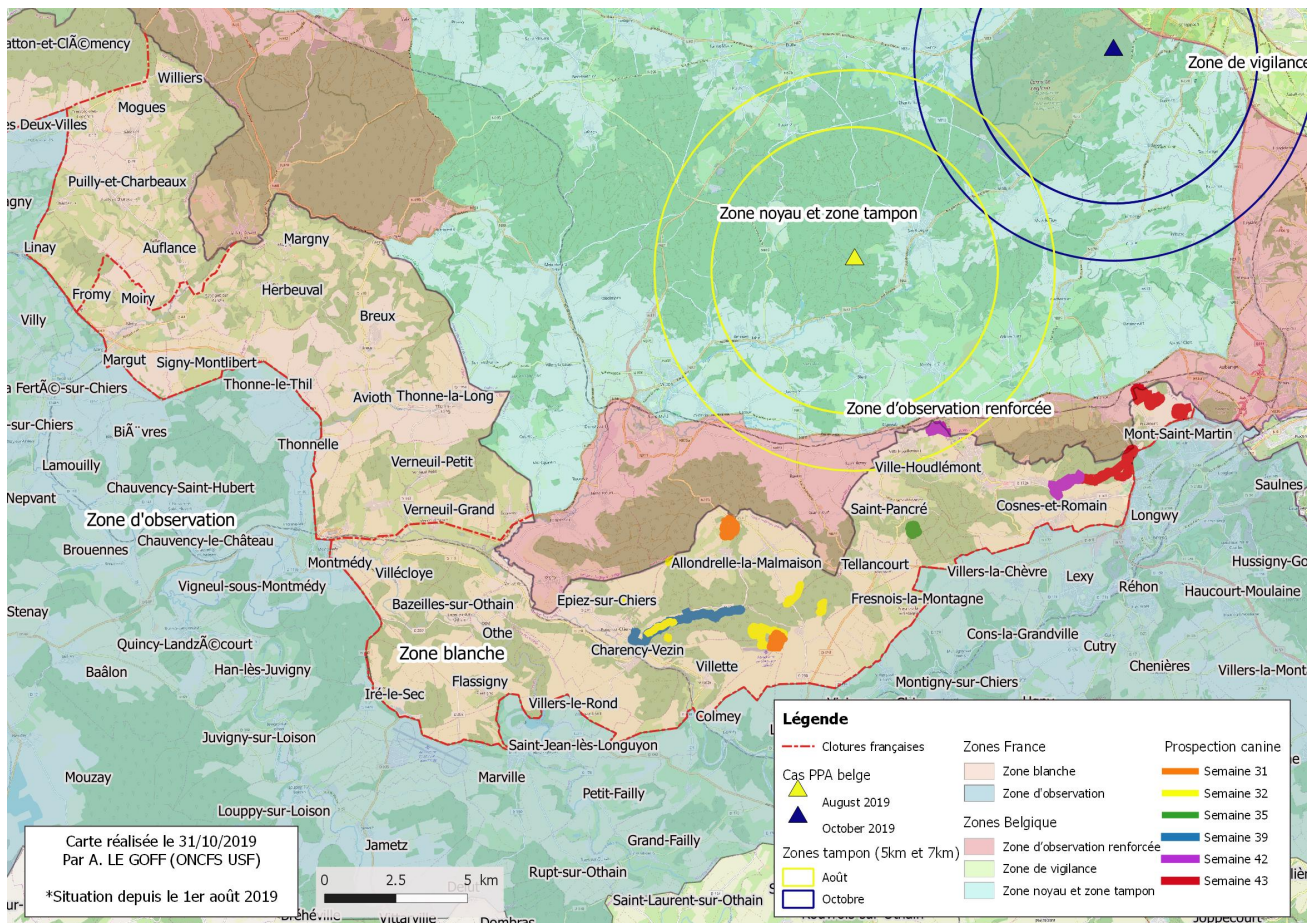 atton-et-ClÃ©mency
Williers
Zone de vigilance
Mogues
es Deux-Villes
Puilly-et-Charbeaux
agny
Zone noyau et zone tampon
Margny
Linay
Auflance
Herbeuval
Fromy
Moiry
Breux
Villy
Margut
Signy-Montlibert
Thonne-le-Thil
a FertÃ©-sur-Chiers
Avioth
Thonne-la-Long
Zone d'observation renforcée
-sur-Chiers
BiÃ¨vres
Mont-Saint-Martin
Thonnelle
Lamouilly
Verneuil-Petit
Ville-Houdlémont
Saulnes
Nepvant
Chauvency-Saint-Hubert
Verneuil-Grand
Saint-Pancré
Cosnes-et-Romain
Longwy
Zone d'observation
Brouennes
Chauvency-le-Château
Montmédy
Villécloye
Allondrelle-la-Malmaison
Tellancourt
Villers-la-Chèvre
Lexy
Réhon
Hussigny-Go
Vigneul-sous-Montmédy
Haucourt-Moulaine
Stenay
Bazeilles-sur-Othain
Epiez-sur-Chiers
Fresnois-la-Montagne
Othe
Cons-la-Grandville
Quincy-LandzÃ©court
Zone blanche
Charency-Vezin
Cutry
Baâlon
Han-lès-Juvigny
Villette
Chenières
Villers-la-Mont
Flassigny
Montigny-sur-Chiers
Iré-le-Sec
Villers-le-Rond
Colmey
Juvigny-sur-Loison
Saint-Jean-lès-Longuyon
Mouzay
Marville
Petit-Failly
Louppy-sur-Loison
Grand-Failly
Jametz
Rupt-sur-Othain
Saint-Laurent-sur-Othain
Bréhéville
Vittarville
Dombras
Joppécourt
Légende
Clotures françaises
Cas PPA belge
August 2019
October 2019
Zones tampon (5km et 7km)
Août
Octobre
Zones France
Zone blanche
Zone d'observation
Zones Belgique
Zone d'observation renforcée
Zone de vigilance
Zone noyau et zone tampon
Prospection canine
Semaine 31
Semaine 32
Semaine 35
Semaine 39
Semaine 42
Semaine 43
Carte réalisée le 31/10/2019
Par A. LE GOFF (ONCFS USF)
*Situation depuis le 1er août 2019
0 2.5 5 km